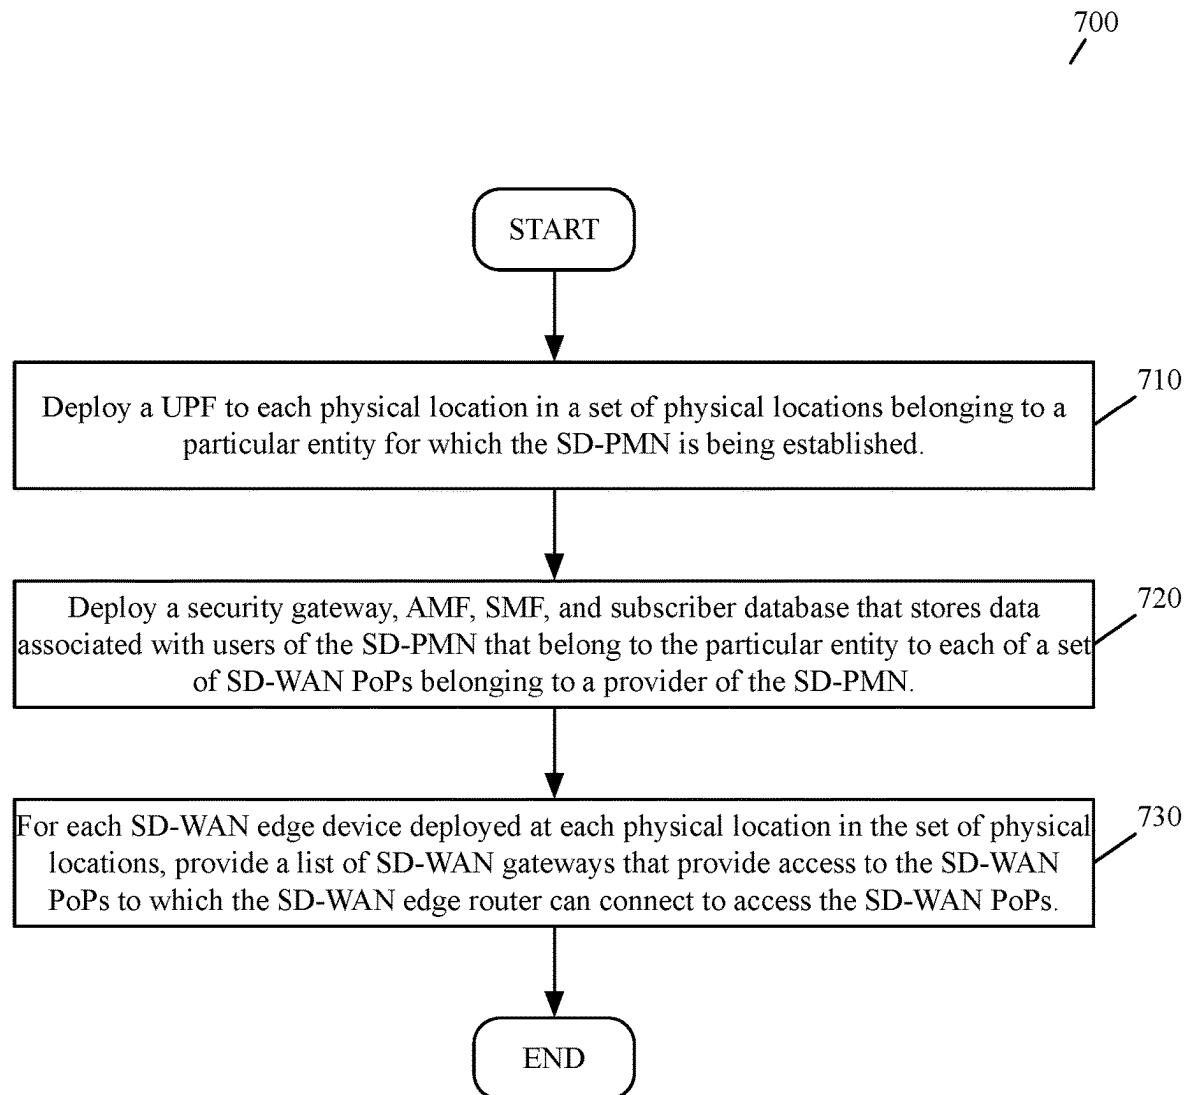 700
START
Deploy a UPF to each physical location in a set of physical locations belonging to a
particular entity for which the SD-PMN is being established.
710
Deploy a security gateway, AMF, SMF, and subscriber database that stores data
associated with users of the SD-PMN that belong to the particular entity to each of a set
of SD-WAN PoPs belonging to a provider of the SD-PMN.
720
For each SD-WAN edge device deployed at each physical location in the set of physical
locations, provide a list of SD-WAN gateways that provide access to the SD-WAN
PoPs to which the SD-WAN edge router can connect to access the SD-WAN PoPs.
730
END